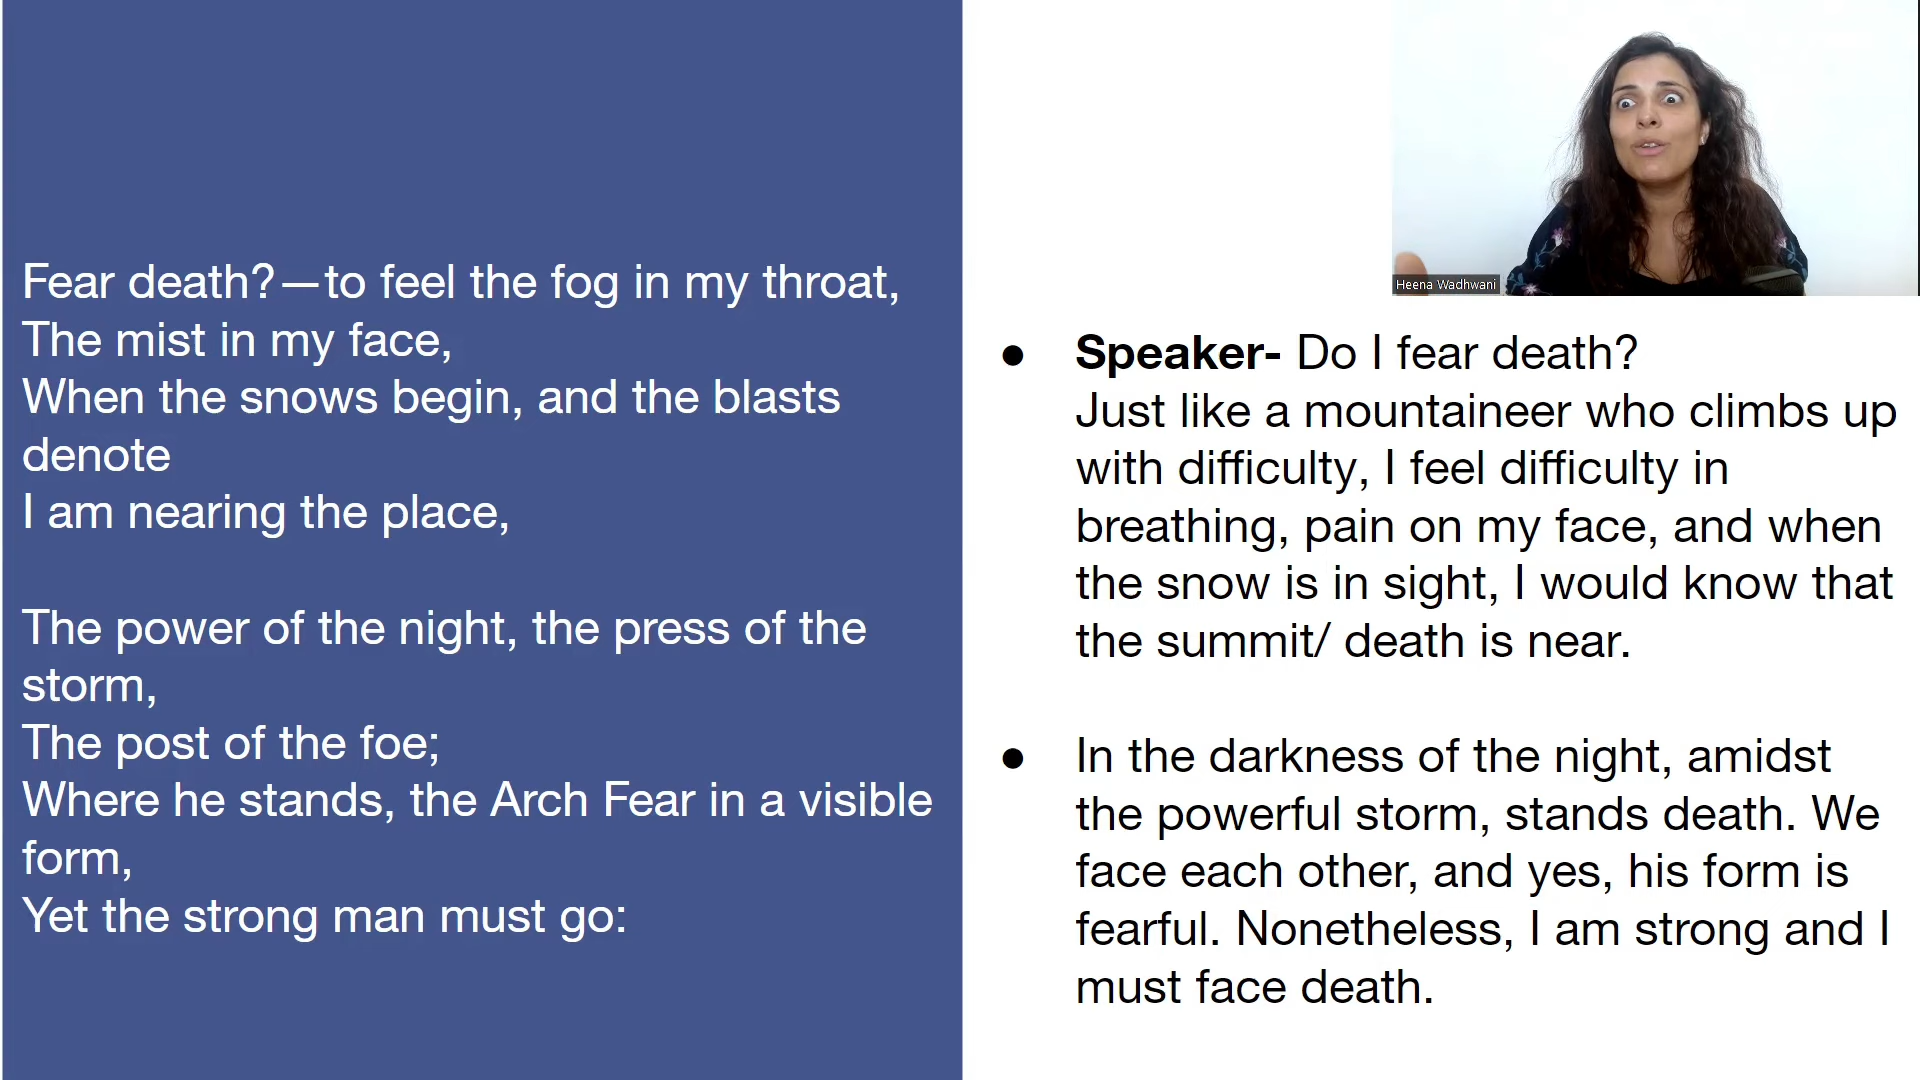 Fear death?—to feel the fog in my throat,
The mist in my face,
When the snows begin, and the blasts
denote
I am nearing the place,
The power of the night, the press of the
storm,
The post of the foe;
Where he stands, the Arch Fear in a visible
form,
Yet the strong man must go:
Heena Wadhwani
● Speaker- Do I fear death?
Just like a mountaineer who climbs up
with difficulty, I feel difficulty in
breathing, pain on my face, and when
the snow is in sight, I would know that
the summit/ death is near.
● In the darkness of the night, amidst
the powerful storm, stands death. We
face each other, and yes, his form is
fearful. Nonetheless, I am strong and I
must face death.